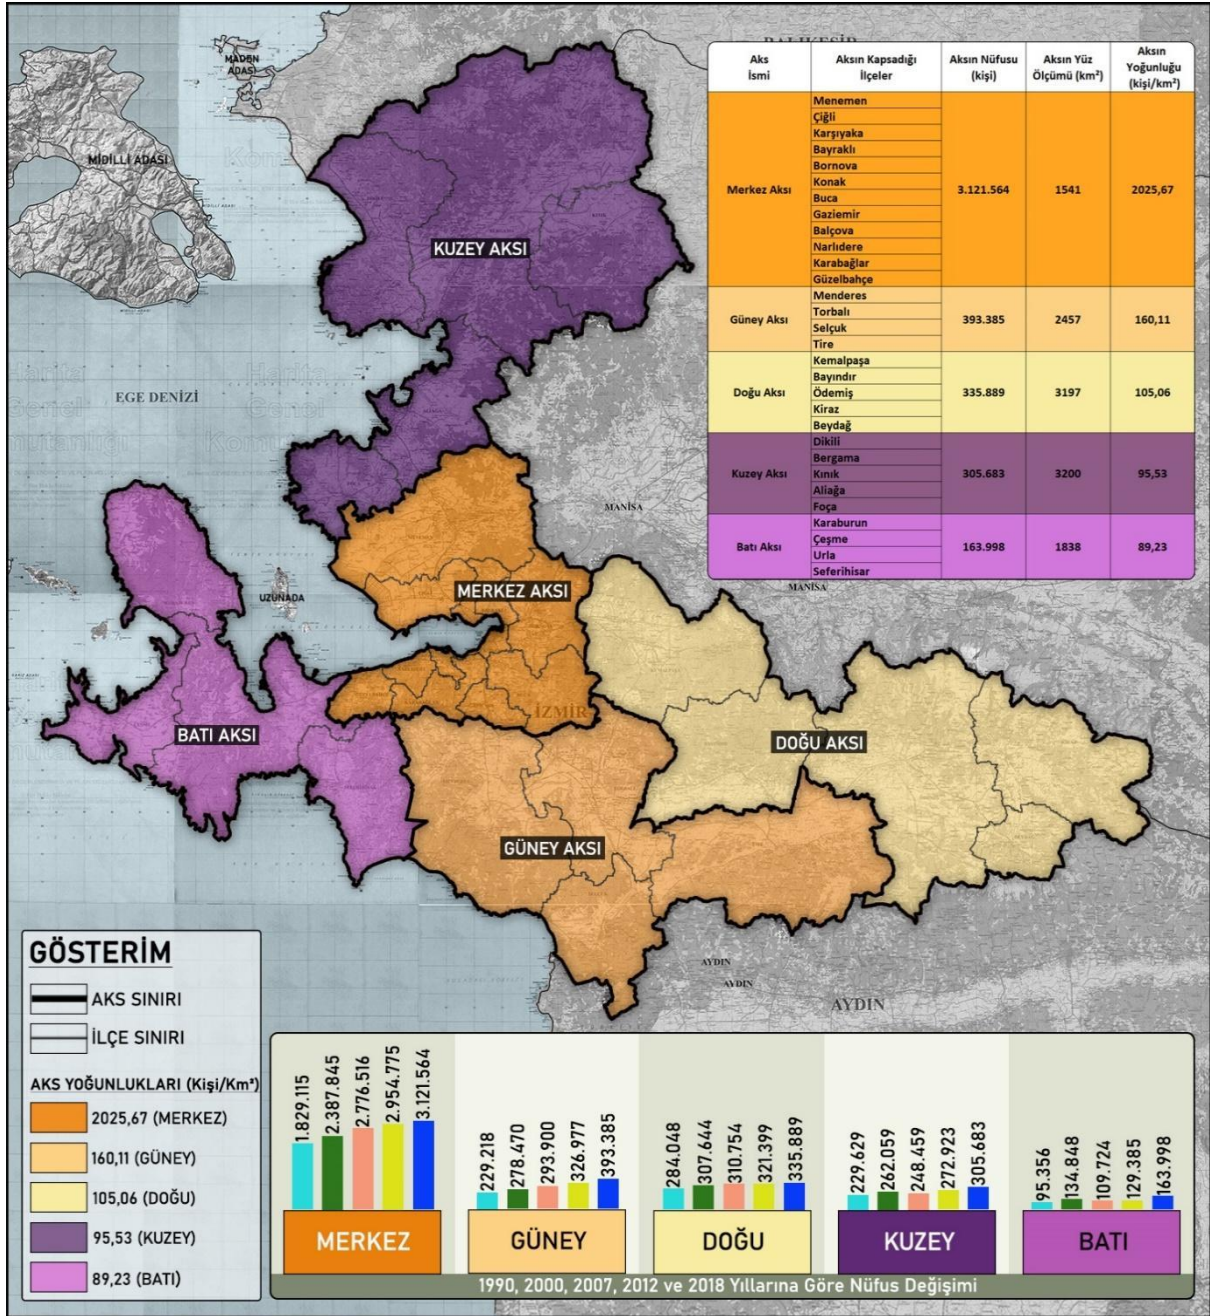 BALIKESİR
MADEN
ADASI
MİDİLLİ ADASI
KUZEY AKSI
EGE DENİZİ
MANİSA
MANİSA
UZUNADA
MERKEZ AKSI
İZMİR
BATI AKSI
DOĞU AKSI
GÜNEY AKSI
AYDIN
AYDIN
AYDIN
Harita
Genel
Komutanlığı
Aks
İsmi
Aksın Kapsadığı
İlçeler
Aksın Nüfusu
(kişi)
Aksın Yüz
Ölçümü (km²)
Aksın
Yoğunluğu
(kişi/km²)
Merkez Aksı
Menemen
Çiğli
Karşıyaka
Bayraklı
Bornova
Konak
Buca
Gaziemir
Balçova
Narlıdere
Karabağlar
Güzelbahçe
3.121.564
1541
2025,67
Güney Aksı
Menderes
Torbalı
Selçuk
Tire
393.385
2457
160,11
Doğu Aksı
Kemalpaşa
Bayındır
Ödemiş
Kiraz
Beydağ
335.889
3197
105,06
Kuzey Aksı
Dikili
Bergama
Kınık
Aliağa
Foça
305.683
3200
95,53
Batı Aksı
Karaburun
Çeşme
Urla
Seferihisar
163.998
1838
89,23
GÖSTERİM
AKS SINIRI
İLÇE SINIRI
AKS YOĞUNLUKLARI (Kişi/Km²)
2025,67 (MERKEZ)
160,11 (GÜNEY)
105,06 (DOĞU)
95,53 (KUZEY)
89,23 (BATI)
1.829.115
2.387.845
2.776.516
2.954.775
3.121.564
MERKEZ
229.218
278.470
293.900
326.977
393.385
GÜNEY
284.048
307.644
310.754
321.399
335.889
DOĞU
229.629
262.059
248.459
272.923
305.683
KUZEY
95.356
134.848
109.724
129.385
163.998
BATI
1990, 2000, 2007, 2012 ve 2018 Yıllarına Göre Nüfus Değişimi